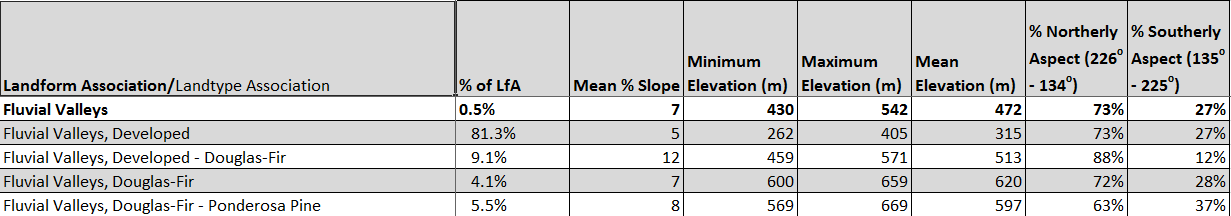 Landform Association/Landtype Association % of LfA Mean % Slope Minimum Elevation (m) Maximum Elevation (m) Mean Elevation (m) % Northerly Aspect (226° - 134°) % Southerly Aspect (135° - 225°)
Fluvial Valleys 0.5% 7 430 542 472 73% 27%
Fluvial Valleys, Developed 81.3% 5 262 405 315 73% 27%
Fluvial Valleys, Developed - Douglas-Fir 9.1% 12 459 571 513 88% 12%
Fluvial Valleys, Douglas-Fir 4.1% 7 600 659 620 72% 28%
Fluvial Valleys, Douglas-Fir - Ponderosa Pine 5.5% 8 569 669 597 63% 37%